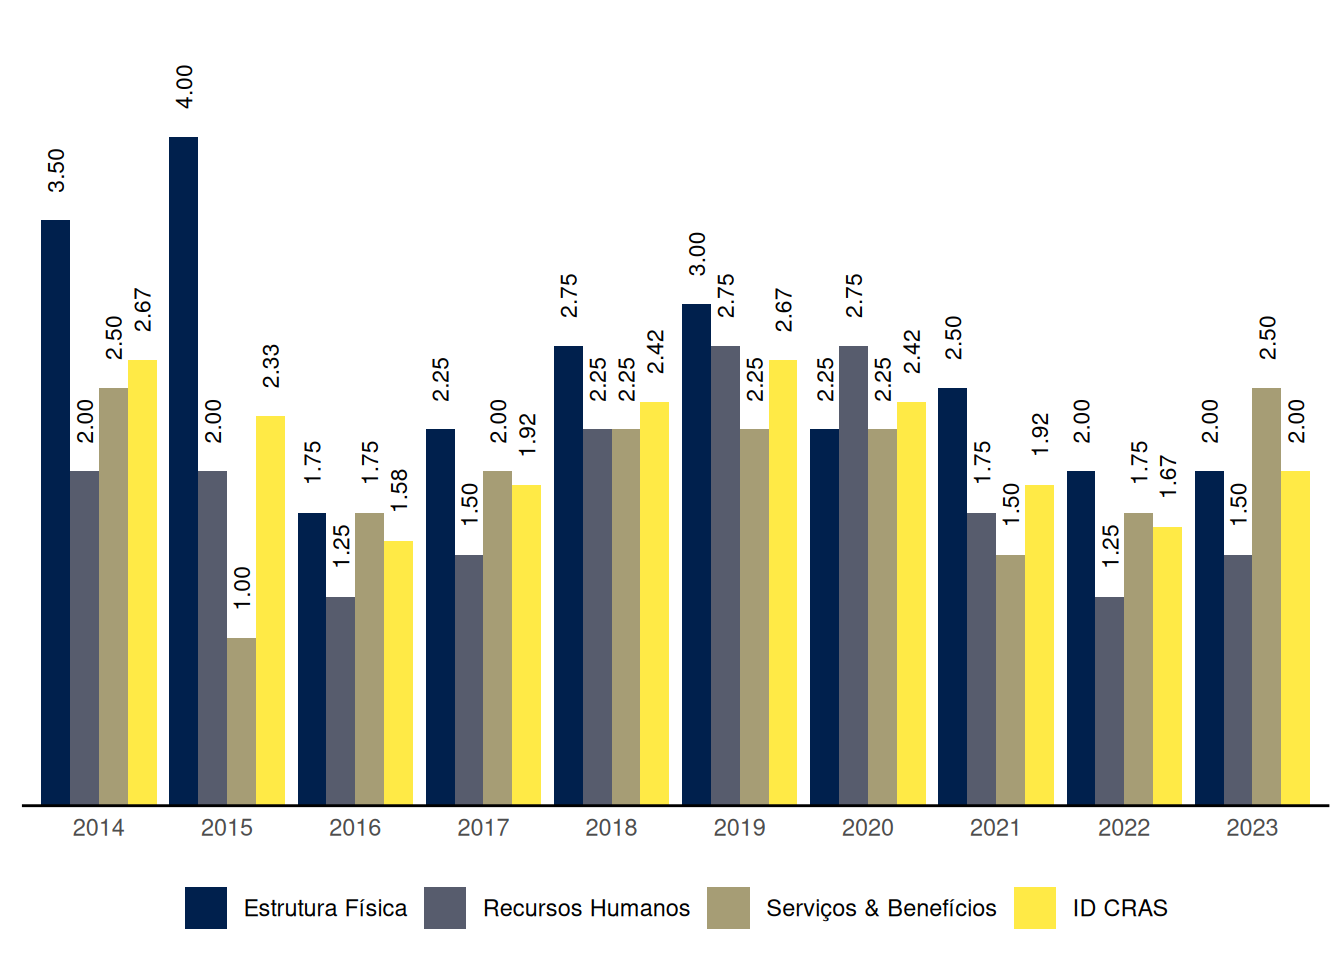 3.50 2.00 2.50 2.67
4.00 2.00 1.00 2.33
1.75 1.25 1.75 1.58
2.25 1.50 2.00 1.92
2.75 2.25 2.25 2.42
3.00 2.75 2.25 2.67
2.25 2.75 2.25 2.42
2.50 1.75 1.50 1.92
2.00 1.25 1.75 1.67
2.00 1.50 2.50 2.00
2014 2015 2016 2017 2018 2019 2020 2021 2022 2023
Estrutura Física Recursos Humanos Serviços & Benefícios ID CRAS